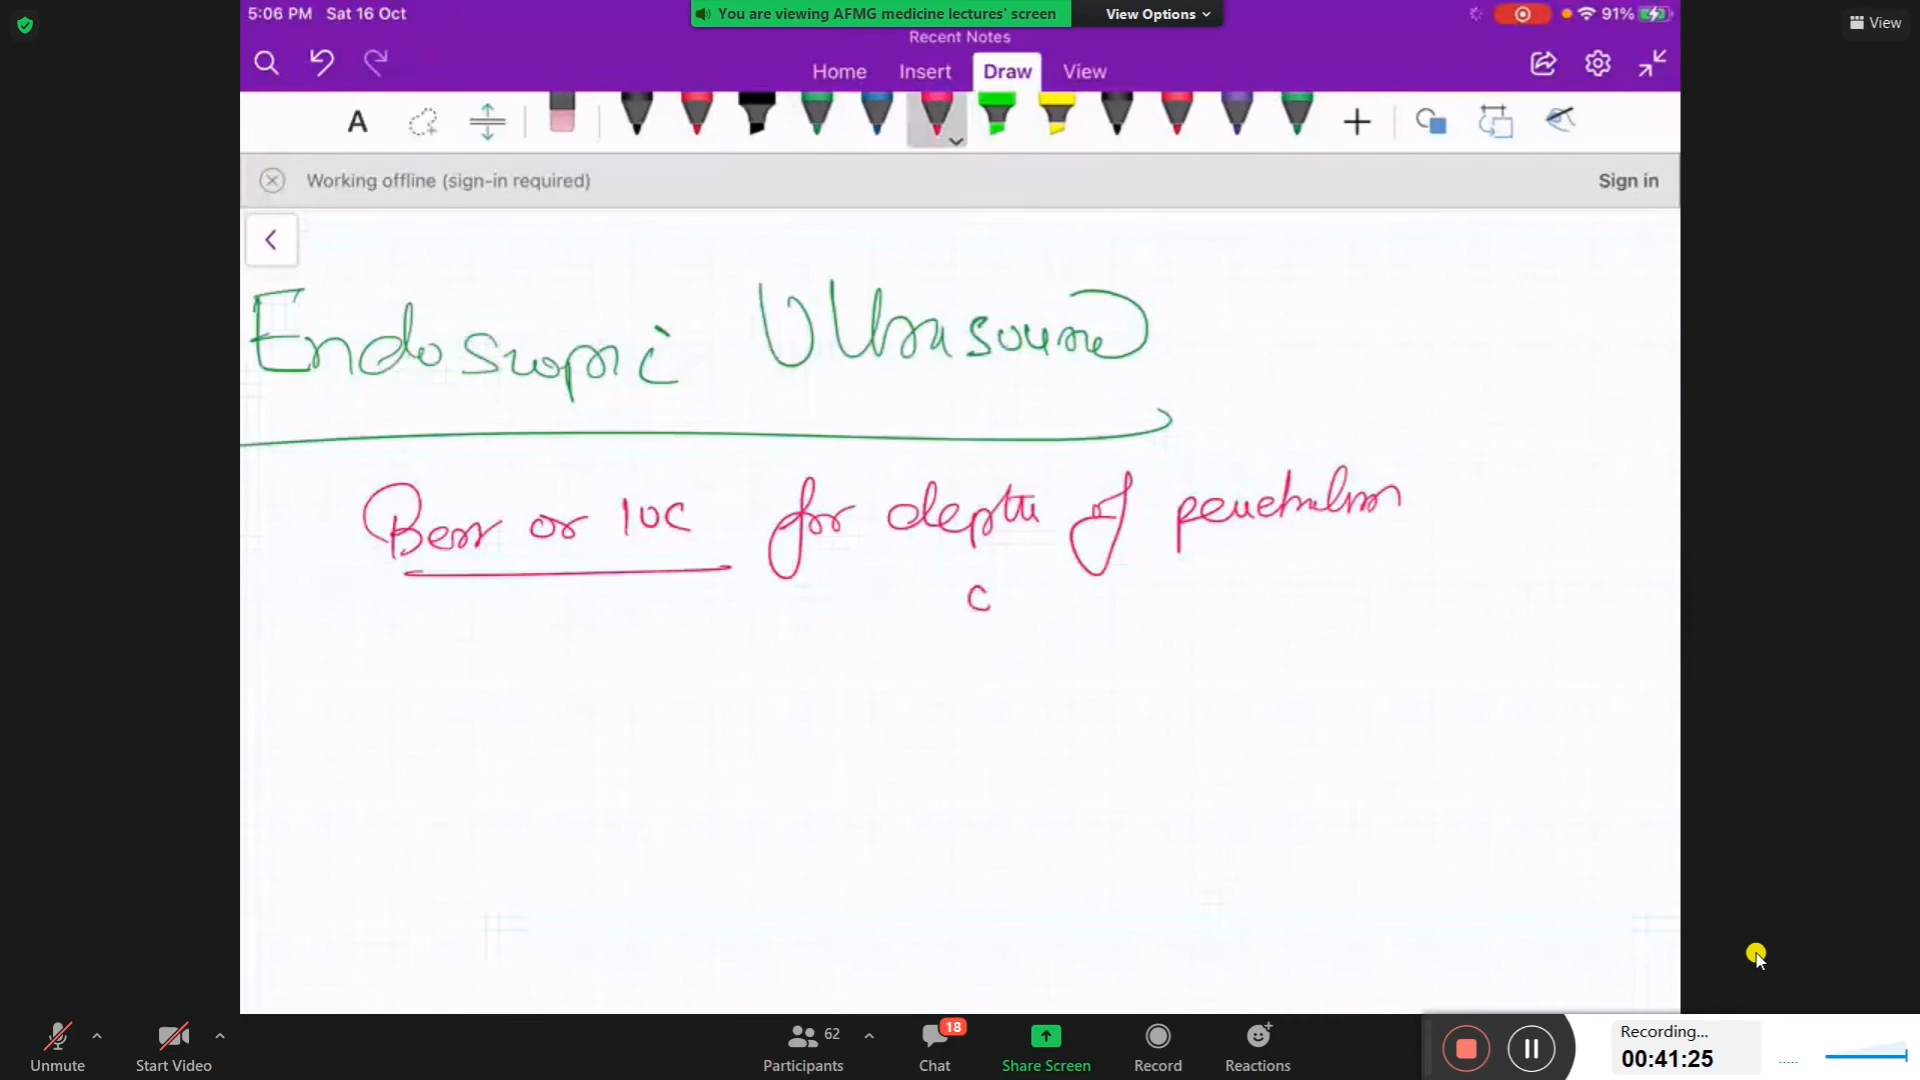 5:06 PM Sat 16 Oct
You are viewing AFMG medicine lectures' screen
View Options
91%
View
Recent Notes
Home Insert Draw View
A
Working offline (sign-in required)
Sign in
Endoscopic Ultrasound
Best or IOC for depth of penetration
C
Unmute
Start Video
62
Participants
18
Chat
Share Screen
Record
Reactions
Recording...
00:41:25